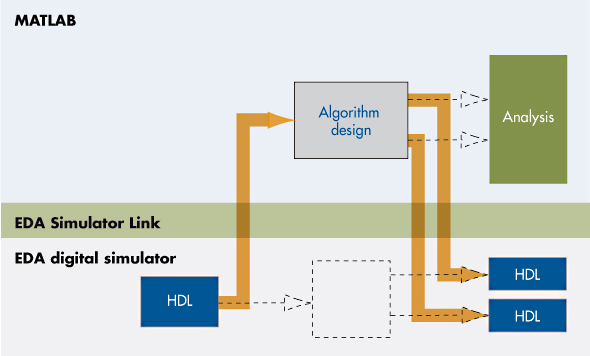 MATLAB
Algorithm
design
Analysis
EDA Simulator Link
EDA digital simulator
HDL
HDL
HDL